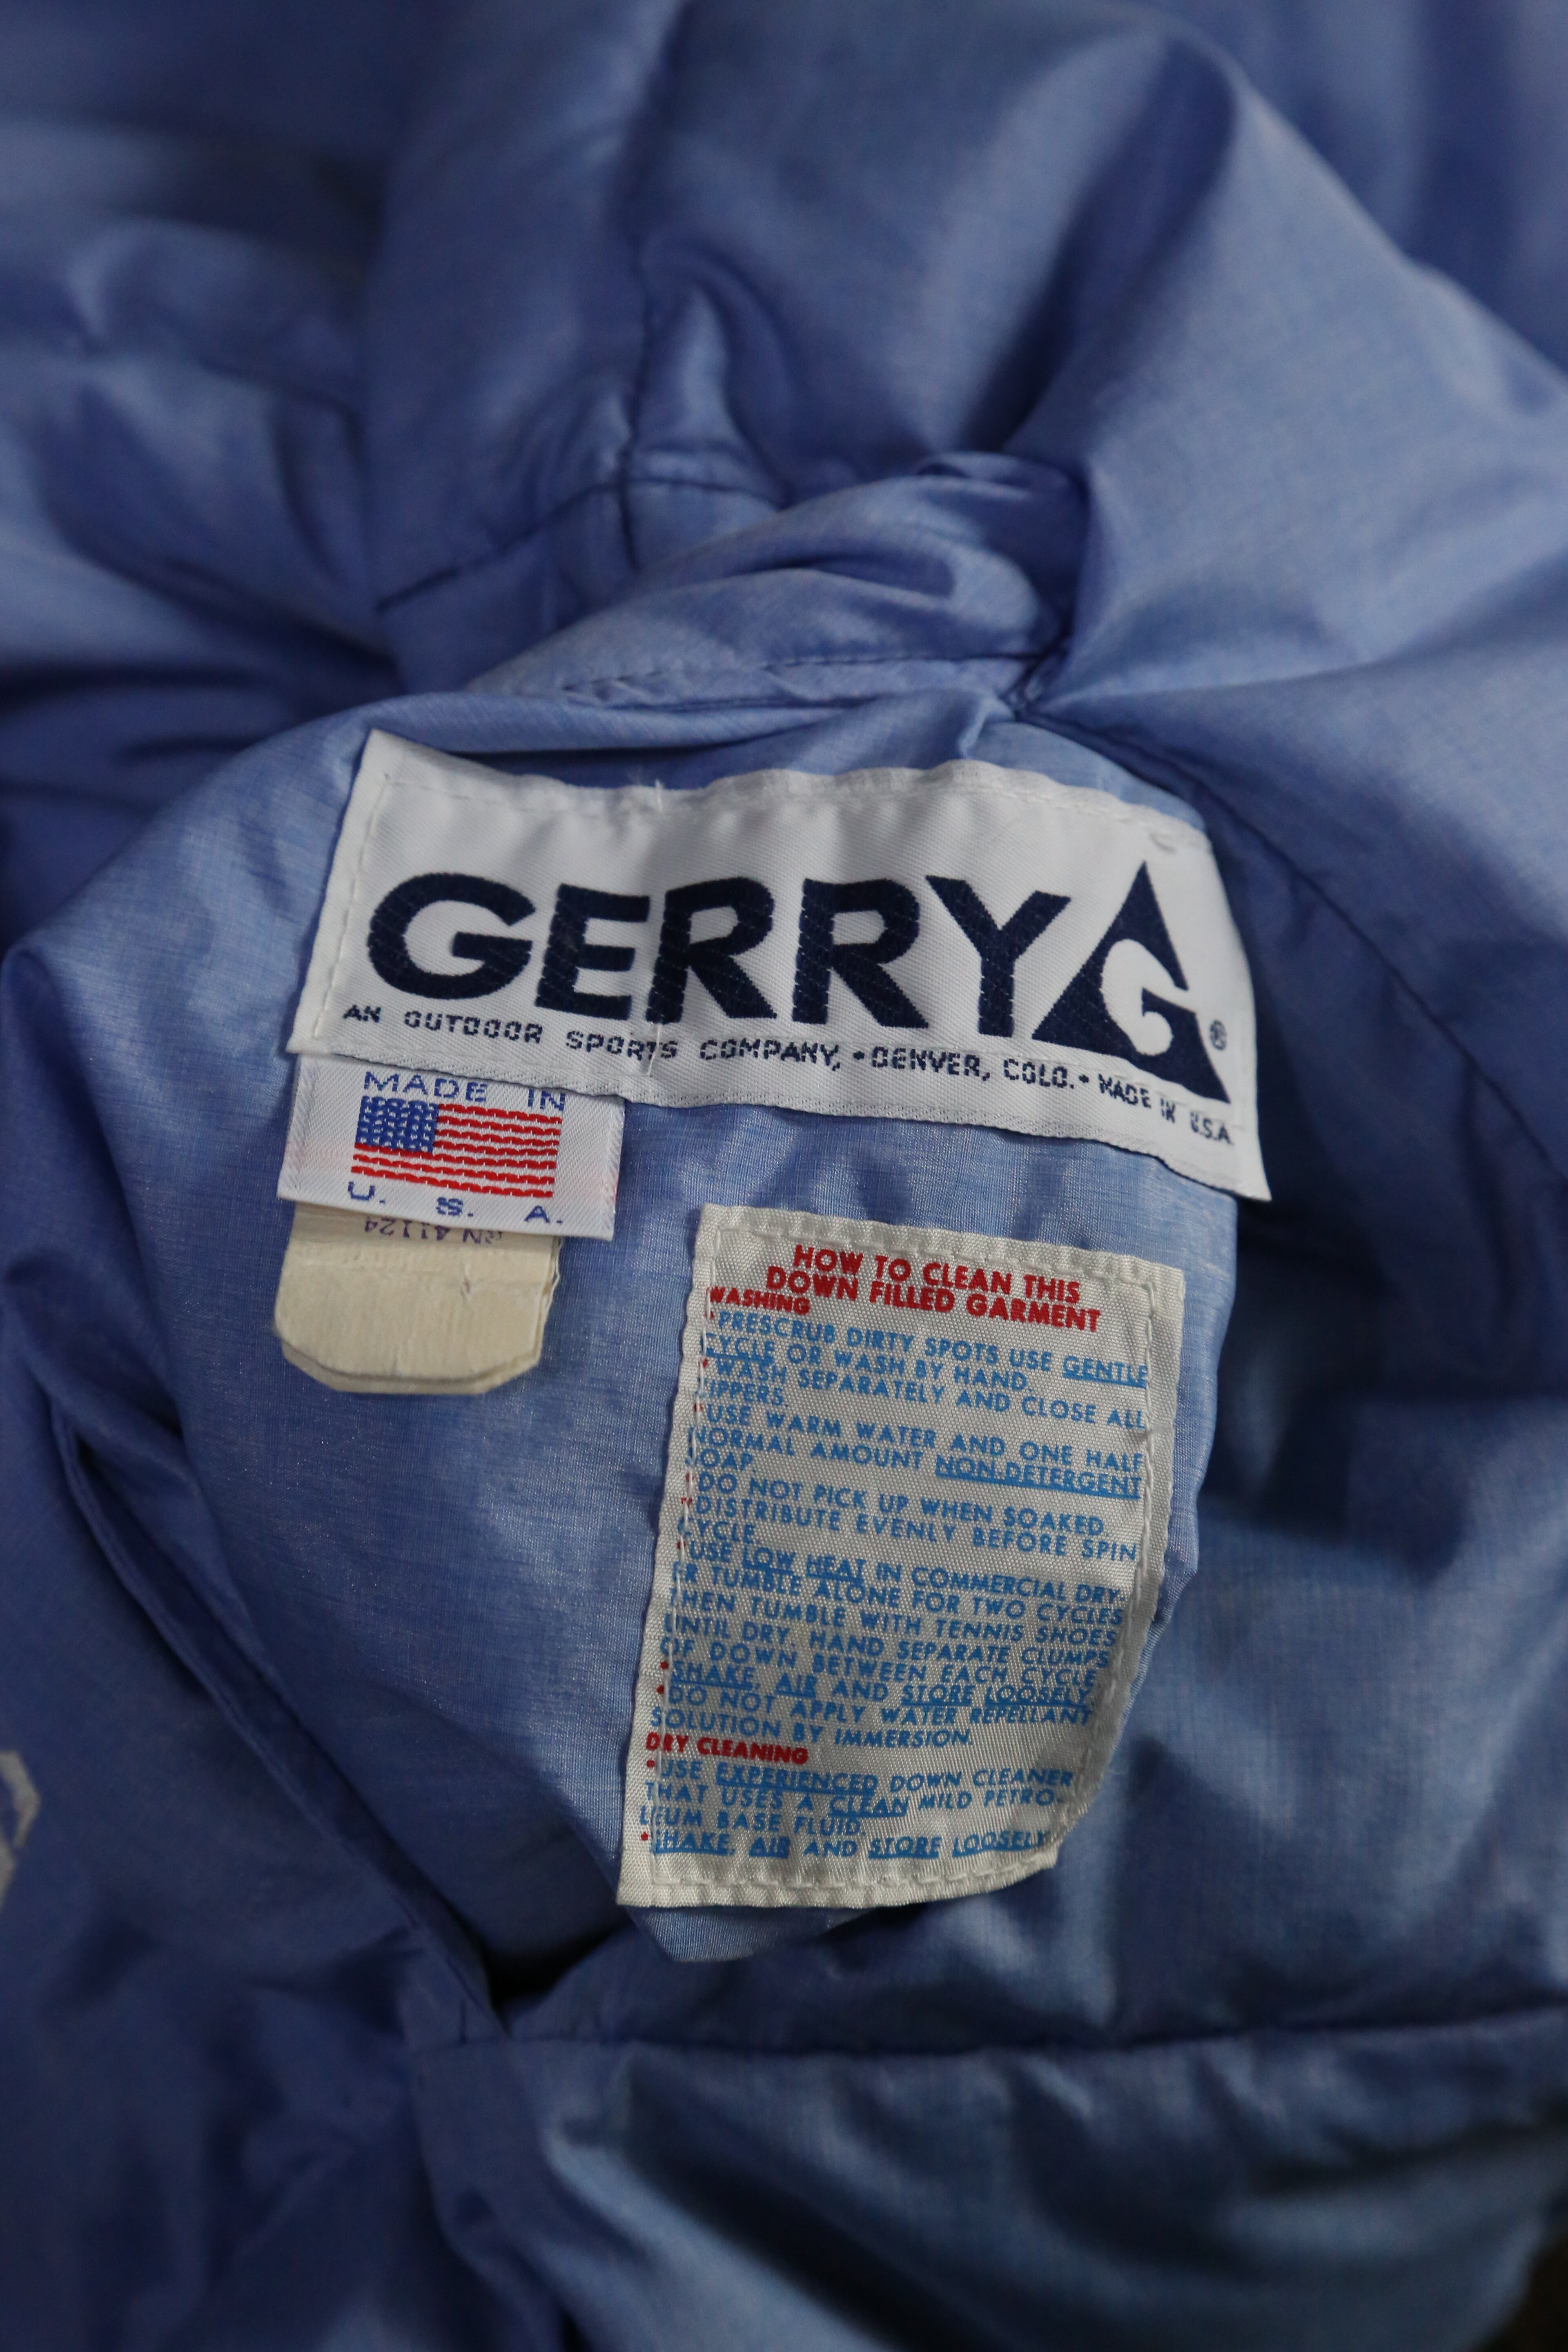 GERRY G ®
AN OUTDOOR SPORTS COMPANY, • DENVER, COLO. • MADE IN U.S.A.
MADE IN
U. S. A.
RN 41124
HOW TO CLEAN THIS
DOWN FILLED GARMENT
WASHING
•PRESCRUB DIRTY SPOTS USE GENTLE
CYCLE OR WASH BY HAND.
•WASH SEPARATELY AND CLOSE ALL
ZIPPERS.
•USE WARM WATER AND ONE HALF
NORMAL AMOUNT NON-DETERGENT
SOAP.
•DO NOT PICK UP WHEN SOAKED.
•DISTRIBUTE EVENLY BEFORE SPIN
CYCLE.
•USE LOW HEAT IN COMMERCIAL DRY-
ER TUMBLE ALONE FOR TWO CYCLES
THEN TUMBLE WITH TENNIS SHOES
UNTIL DRY. HAND SEPARATE CLUMPS
OF DOWN BETWEEN EACH CYCLE
•SHAKE, AIR AND STORE LOOSELY.
•DO NOT APPLY WATER REPELLANT
SOLUTION BY IMMERSION.
DRY CLEANING
•USE EXPERIENCED DOWN CLEANER
THAT USES A CLEAN MILD PETRO-
LEUM BASE FLUID.
•SHAKE, AIR AND STORE LOOSELY.